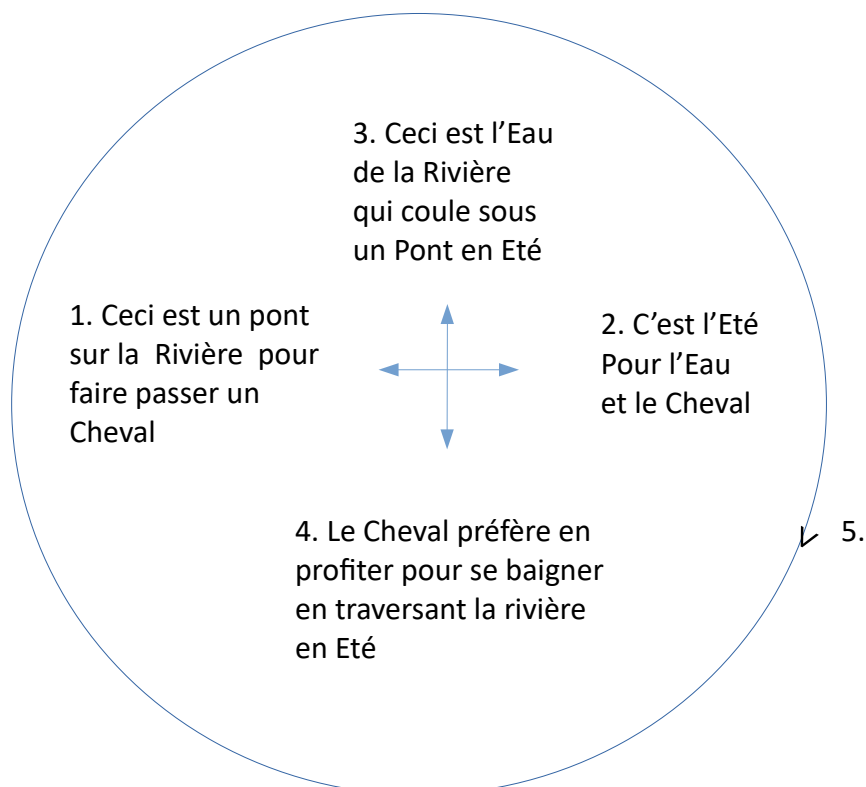 3. Ceci est l’Eau
de la Rivière
qui coule sous
un Pont en Eté
1. Ceci est un pont
sur la Rivière pour
faire passer un
Cheval
2. C’est l’Eté
Pour l’Eau
et le Cheval
4. Le Cheval préfère en
profiter pour se baigner
en traversant la rivière
en Eté
5.